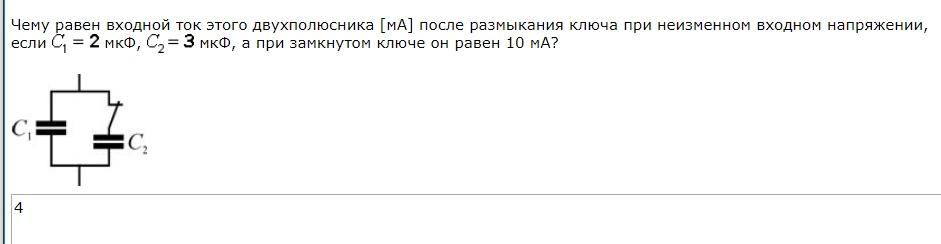 Чему равен входной ток этого двухполюсника [мА] после размыкания ключа при неизменном входном напряжении,
если C₁ = 2 мкФ, C₂ = 3 мкФ, а при замкнутом ключе он равен 10 мА?
C₁
C₂
4